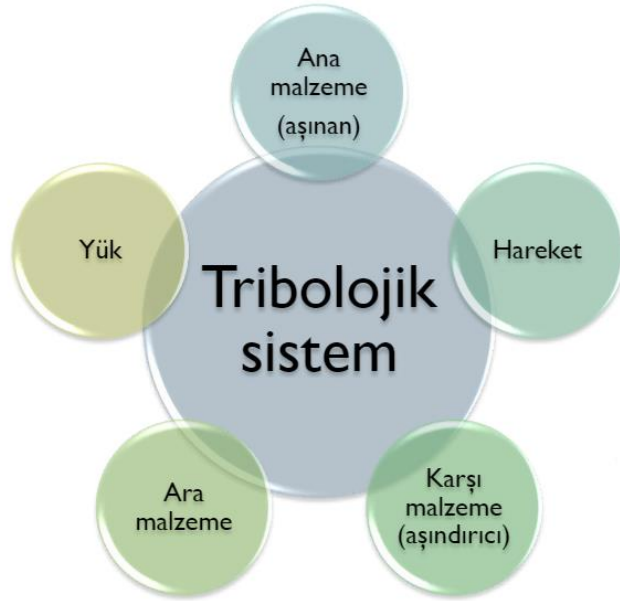 Ana
malzeme
(aşınan)
Yük
Hareket
Tribolojik
sistem
Ara
malzeme
Karşı
malzeme
(aşındırıcı)